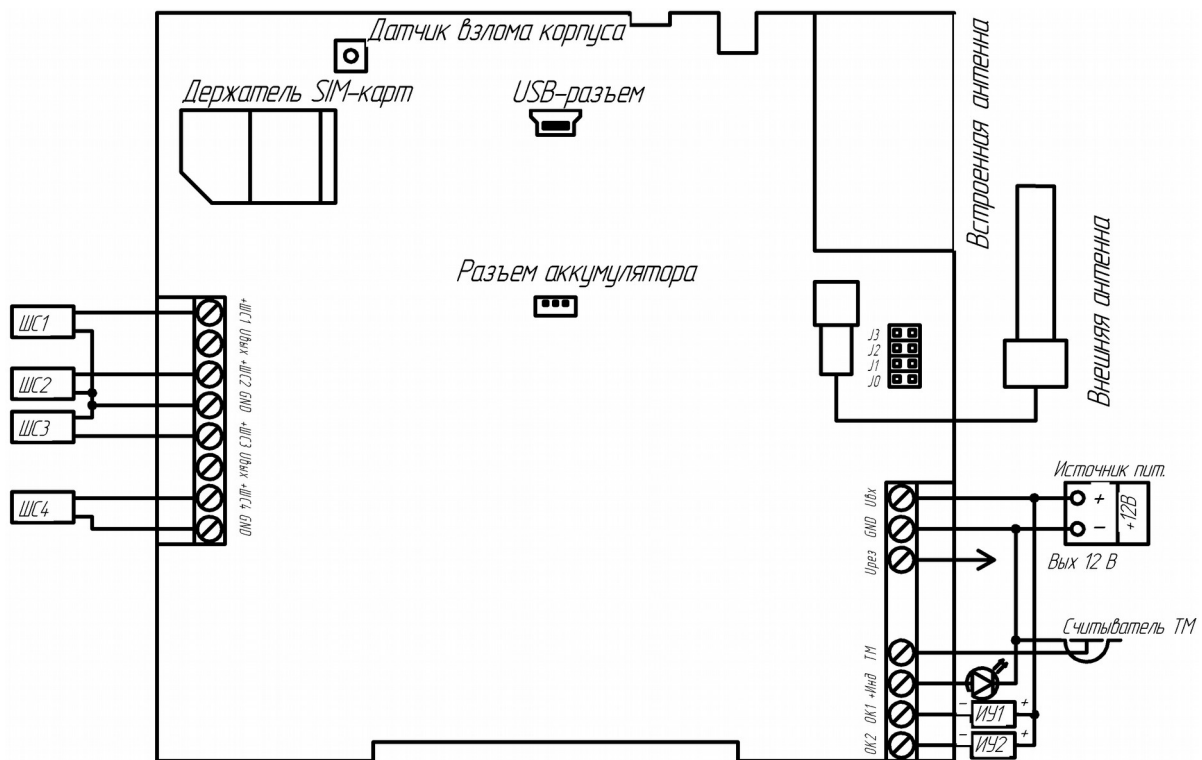 Датчик взлома корпуса
Держатель SIM-карт
USB-разъем
Встроенная антенна
Внешняя антенна
Разъем аккумулятора
J3
J2
J1
J0
ШС1
ШС2
ШС3
ШС4
+ШС1 Uвых +ШС2 GND +ШС3 Uвых +ШС4 GND
Источник пит.
+
+12В
−
Вых 12 В
Uвх
GND
Uрез
Считыватель ТМ
ТМ
+Инд
ОК1
− ИУ1 +
ОК2
− ИУ2 +